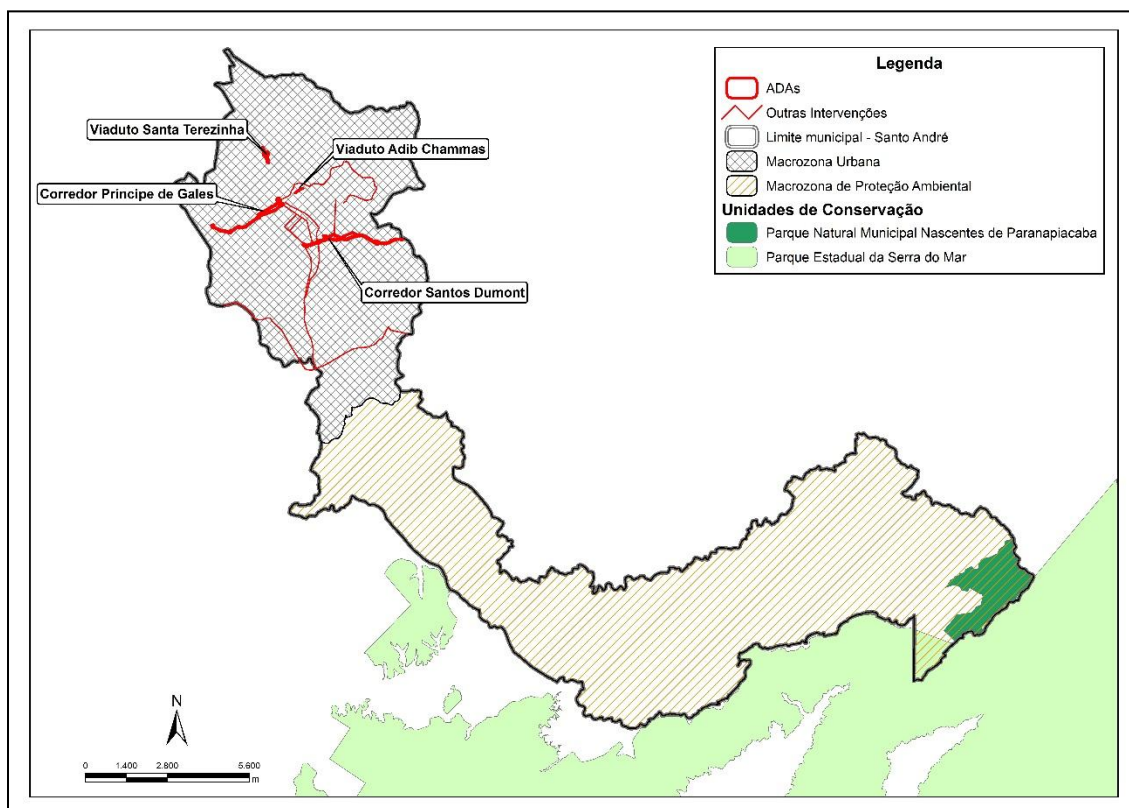 Legenda
ADAs
Outras Intervenções
Limite municipal - Santo André
Macrozona Urbana
Macrozona de Proteção Ambiental
Unidades de Conservação
Parque Natural Municipal Nascentes de Paranapiacaba
Parque Estadual da Serra do Mar
Viaduto Santa Terezinha
Viaduto Adib Chammas
Corredor Príncipe de Gales
Corredor Santos Dumont
N
0 1.400 2.800 5.600
m